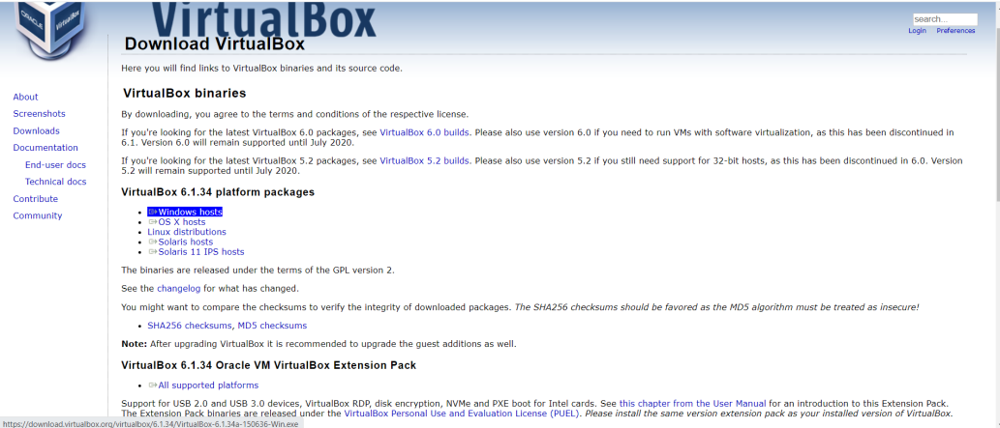 ORACLE
VirtualBox
VirtualBox
search...
Login Preferences
Download VirtualBox
Here you will find links to VirtualBox binaries and its source code.
About
Screenshots
Downloads
Documentation
End-user docs
Technical docs
Contribute
Community
VirtualBox binaries
By downloading, you agree to the terms and conditions of the respective license.
If you're looking for the latest VirtualBox 6.0 packages, see VirtualBox 6.0 builds. Please also use version 6.0 if you need to run VMs with software virtualization, as this has been discontinued in
6.1. Version 6.0 will remain supported until July 2020.
If you're looking for the latest VirtualBox 5.2 packages, see VirtualBox 5.2 builds. Please also use version 5.2 if you still need support for 32-bit hosts, as this has been discontinued in 6.0. Version
5.2 will remain supported until July 2020.
VirtualBox 6.1.34 platform packages
Windows hosts
OS X hosts
Linux distributions
Solaris hosts
Solaris 11 IPS hosts
The binaries are released under the terms of the GPL version 2.
See the changelog for what has changed.
You might want to compare the checksums to verify the integrity of downloaded packages. The SHA256 checksums should be favored as the MD5 algorithm must be treated as insecure!
SHA256 checksums, MD5 checksums
Note: After upgrading VirtualBox it is recommended to upgrade the guest additions as well.
VirtualBox 6.1.34 Oracle VM VirtualBox Extension Pack
All supported platforms
Support for USB 2.0 and USB 3.0 devices, VirtualBox RDP, disk encryption, NVMe and PXE boot for Intel cards. See this chapter from the User Manual for an introduction to this Extension Pack.
The Extension Pack binaries are released under the VirtualBox Personal Use and Evaluation License (PUEL). Please install the same version extension pack as your installed version of VirtualBox.
https://download.virtualbox.org/virtualbox/6.1.34/VirtualBox-6.1.34a-150636-Win.exe